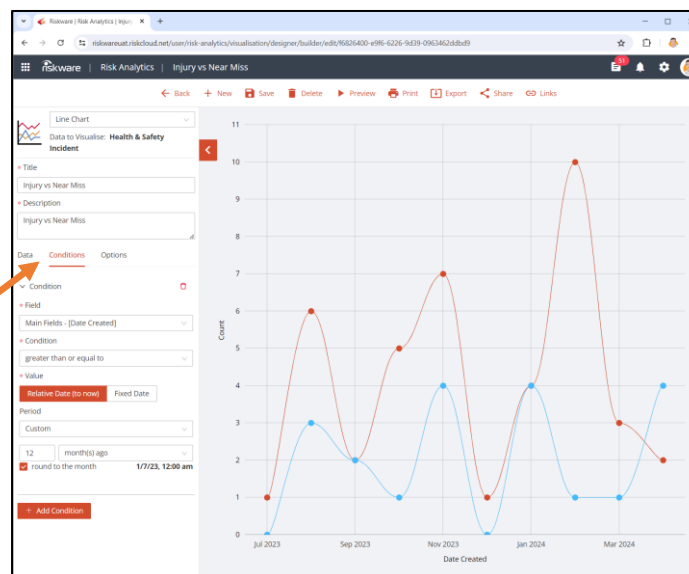 Riskware | Risk Analytics | Injury
riskwareuat.riskcloud.net/user/risk-analytics/visualisation/designer/builder/edit/f6826400-e9f6-6226-9d39-0963462ddbd9
riskware | Risk Analytics | Injury vs Near Miss
51
Back New Save Delete Preview Print Export Share Links
Line Chart
Data to Visualise: Health & Safety
Incident
* Title
Injury vs Near Miss
* Description
Injury vs Near Miss
Data Conditions Options
Condition
* Field
Main Fields - [Date Created]
* Condition
greater than or equal to
* Value
Relative Date (to now) Fixed Date
Period
Custom
12 month(s) ago
round to the month 1/7/23, 12:00 am
+ Add Condition
11
10
9
8
7
6
5
4
3
2
1
0
Count
Jul 2023 Sep 2023 Nov 2023 Jan 2024 Mar 2024
Date Created